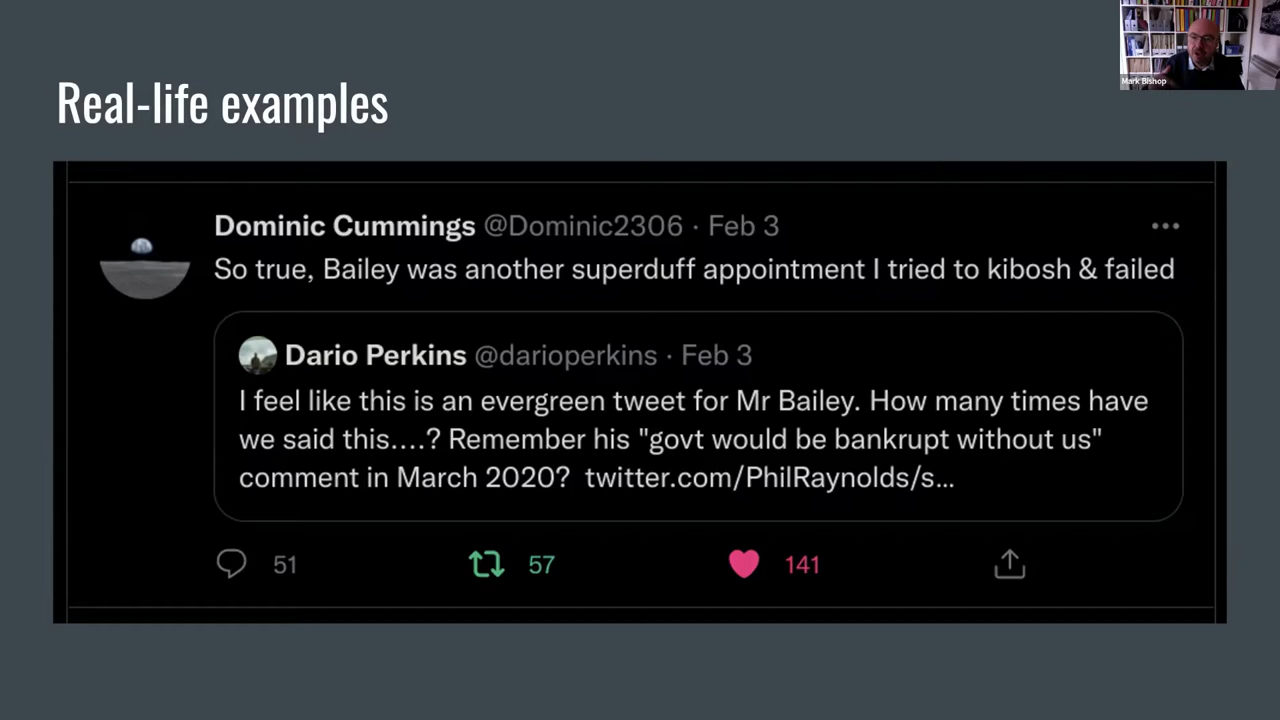 Mark Bishop
Real-life examples
Dominic Cummings @Dominic2306 · Feb 3
So true, Bailey was another superduff appointment I tried to kibosh & failed
Dario Perkins @darioperkins · Feb 3
I feel like this is an evergreen tweet for Mr Bailey. How many times have
we said this....? Remember his "govt would be bankrupt without us"
comment in March 2020? twitter.com/PhilRaynolds/s...
51 57 141